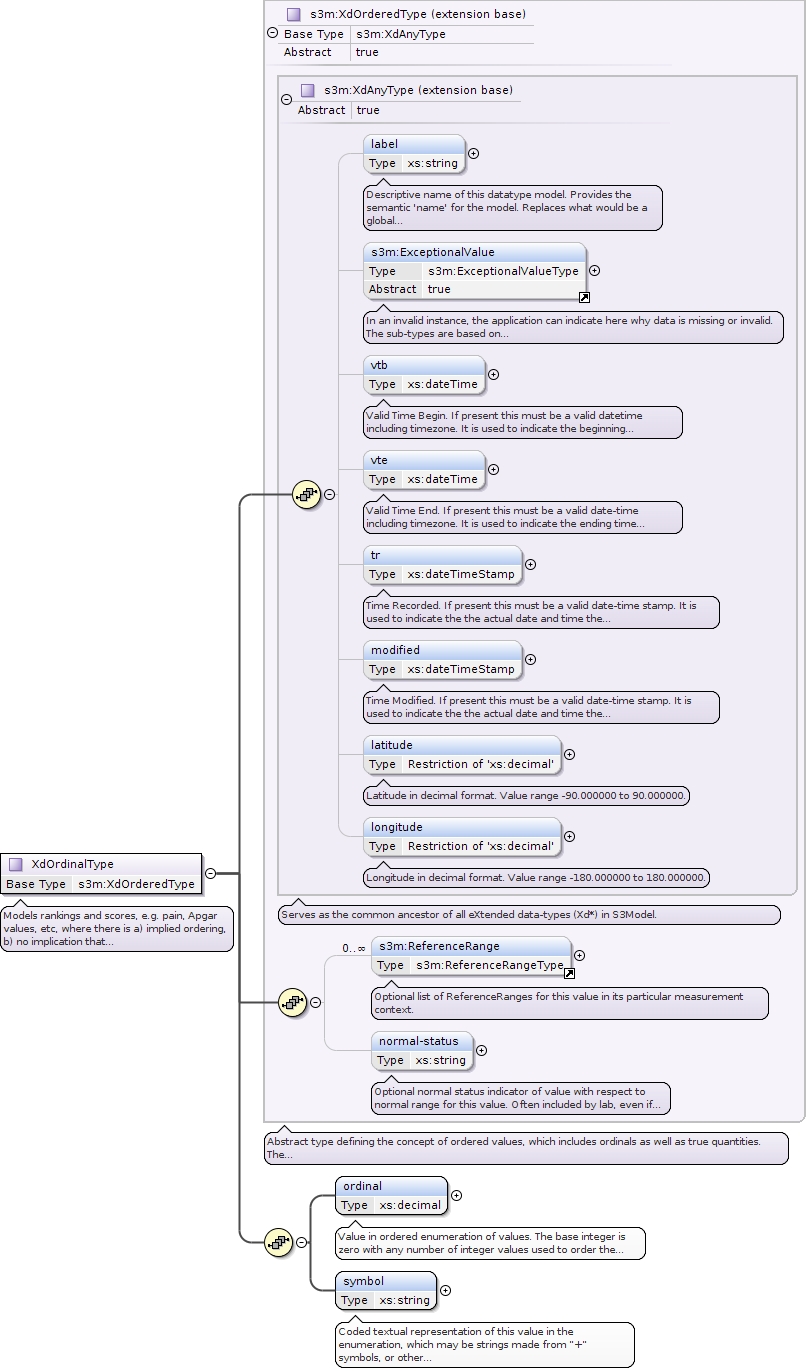 s3m:XdOrderedType (extension base)
Base Type s3m:XdAnyType
Abstract true
s3m:XdAnyType (extension base)
Abstract true
label
Type xs:string
Descriptive name of this datatype model. Provides the
semantic 'name' for the model. Replaces what would be a
global...
s3m:ExceptionalValue
Type s3m:ExceptionalValueType
Abstract true
In an invalid instance, the application can indicate here why data is missing or invalid.
The sub-types are based on...
vtb
Type xs:dateTime
Valid Time Begin. If present this must be a valid datetime
including timezone. It is used to indicate the beginning...
vte
Type xs:dateTime
Valid Time End. If present this must be a valid date-time
including timezone. It is used to indicate the ending time...
tr
Type xs:dateTimeStamp
Time Recorded. If present this must be a valid date-time stamp. It is
used to indicate the the actual date and time the...
modified
Type xs:dateTimeStamp
Time Modified. If present this must be a valid date-time stamp. It is
used to indicate the the actual date and time the...
latitude
Type Restriction of 'xs:decimal'
Latitude in decimal format. Value range -90.000000 to 90.000000.
longitude
Type Restriction of 'xs:decimal'
Longitude in decimal format. Value range -180.000000 to 180.000000.
XdOrdinalType
Base Type s3m:XdOrderedType
Models rankings and scores, e.g. pain, Apgar
values, etc, where there is a) implied ordering,
b) no implication that...
Serves as the common ancestor of all eXtended data-types (Xd*) in S3Model.
0..∞
s3m:ReferenceRange
Type s3m:ReferenceRangeType
Optional list of ReferenceRanges for this value in its particular measurement
context.
normal-status
Type xs:string
Optional normal status indicator of value with respect to
normal range for this value. Often included by lab, even if...
Abstract type defining the concept of ordered values, which includes ordinals as well as true quantities.
The...
ordinal
Type xs:decimal
Value in ordered enumeration of values. The base integer is
zero with any number of integer values used to order the...
symbol
Type xs:string
Coded textual representation of this value in the
enumeration, which may be strings made from "+"
symbols, or other...